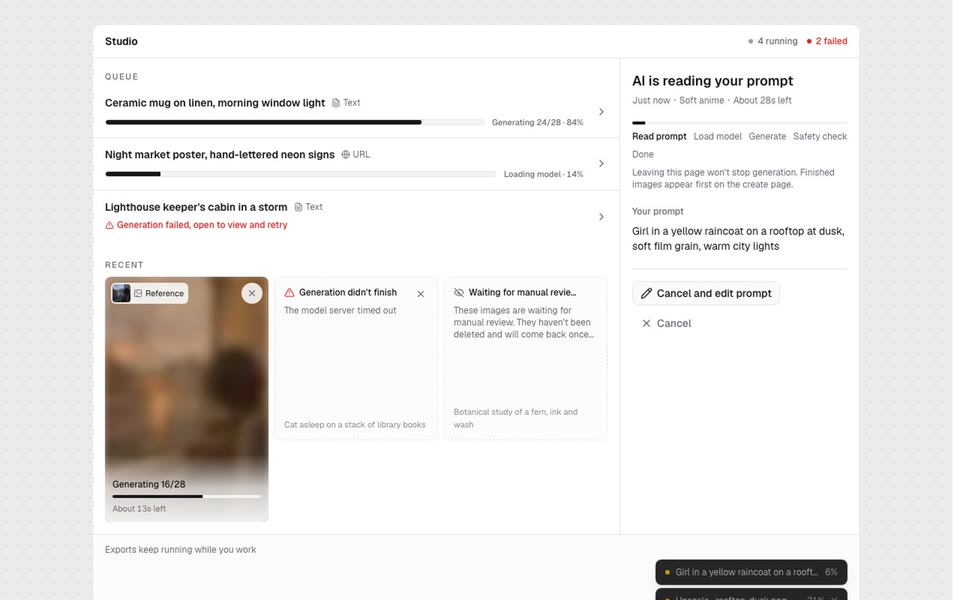 Studio
4 running
2 failed
QUEUE
Ceramic mug on linen, morning window light
Text
Generating 24/28 · 84%
Night market poster, hand-lettered neon signs
URL
Loading model · 14%
Lighthouse keeper's cabin in a storm
Text
Generation failed, open to view and retry
RECENT
Reference
Generating 16/28
About 13s left
Generation didn't finish
The model server timed out
Cat asleep on a stack of library books
Waiting for manual revie…
These images are waiting for
manual review. They haven't been
deleted and will come back once…
Botanical study of a fern, ink and
wash
AI is reading your prompt
Just now · Soft anime · About 28s left
Read prompt Load model Generate Safety check
Done
Leaving this page won't stop generation. Finished
images appear first on the create page.
Your prompt
Girl in a yellow raincoat on a rooftop at dusk,
soft film grain, warm city lights
Cancel and edit prompt
Cancel
Exports keep running while you work
Girl in a yellow raincoat on a rooft… 6%